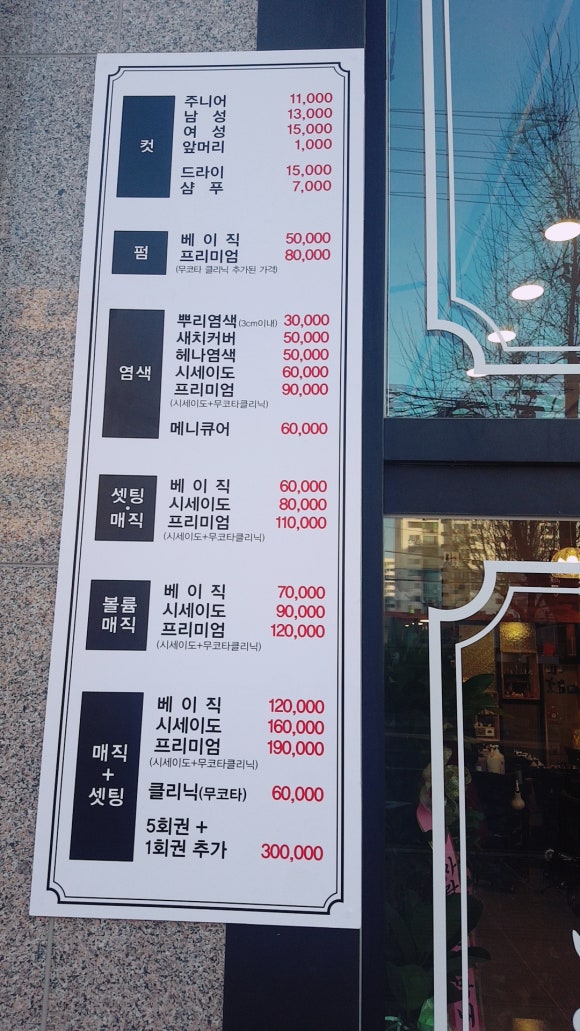 컷
주니어 11,000
남 성 13,000
여 성 15,000
앞머리 1,000
드라이 15,000
샴 푸 7,000
펌
베 이 직 50,000
프리미엄 80,000
(무코타 클리닉 추가된 가격)
염색
뿌리염색(3cm이내) 30,000
새치커버 50,000
헤나염색 50,000
시세이도 60,000
프리미엄 90,000
(시세이도+무코타클리닉)
메니큐어 60,000
셋팅
·
매직
베 이 직 60,000
시세이도 80,000
프리미엄 110,000
(시세이도+무코타클리닉)
볼륨
매직
베 이 직 70,000
시세이도 90,000
프리미엄 120,000
(시세이도+무코타클리닉)
매직
+
셋팅
베 이 직 120,000
시세이도 160,000
프리미엄 190,000
(시세이도+무코타클리닉)
클리닉(무코타) 60,000
5회권 +
1회권 추가 300,000